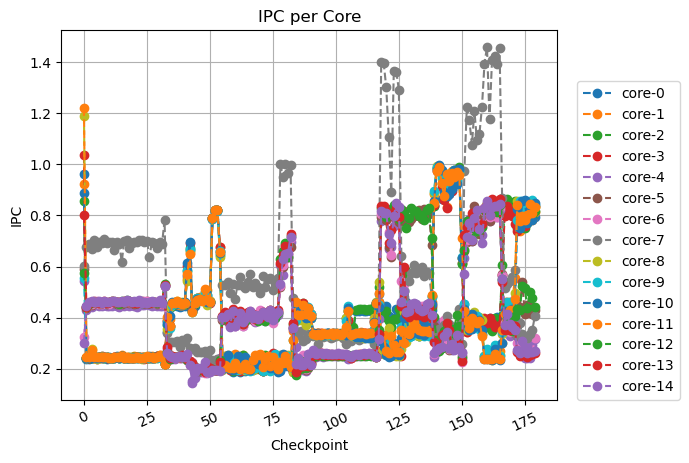 IPC per Core
IPC
1.4
1.2
1.0
0.8
0.6
0.4
0.2
0
25
50
75
100
125
150
175
Checkpoint
core-0
core-1
core-2
core-3
core-4
core-5
core-6
core-7
core-8
core-9
core-10
core-11
core-12
core-13
core-14